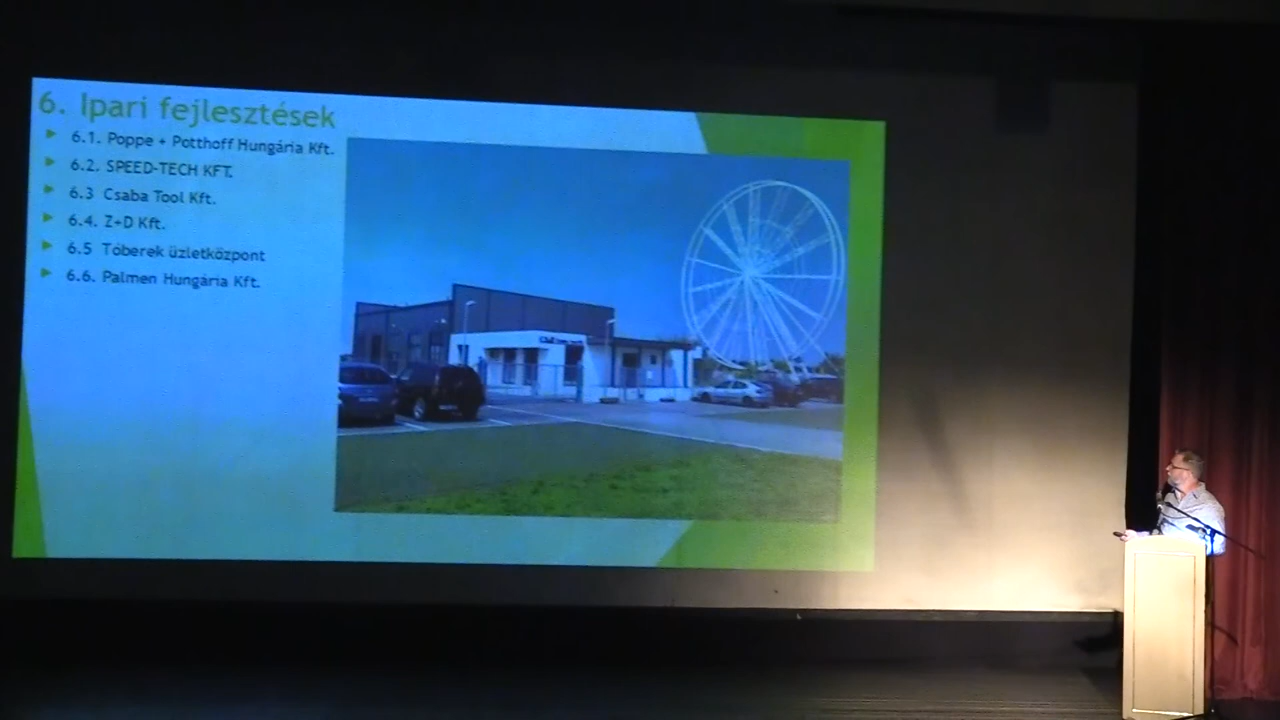 6. Ipari fejlesztések
6.1. Poppe + Potthoff Hungária Kft.
6.2. SPEED-TECH KFT.
6.3 Csaba Tool Kft.
6.4. Z+D Kft.
6.5 Tóberek üzletközpont
6.6. Palmen Hungária Kft.